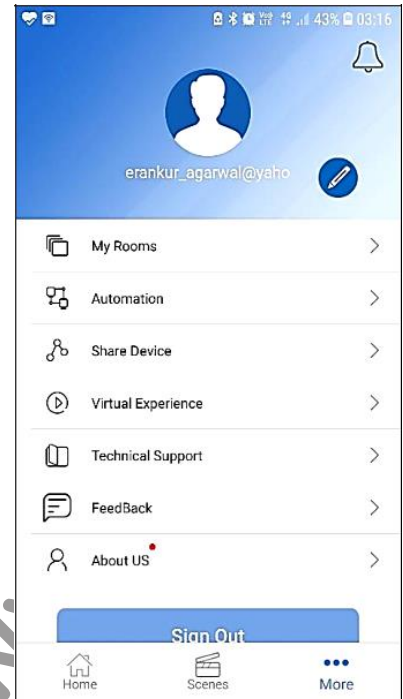 43% 03:16
erankur_agarwal@yaho
My Rooms
Automation
Share Device
Virtual Experience
Technical Support
FeedBack
About US
Sign Out
Home Scenes More